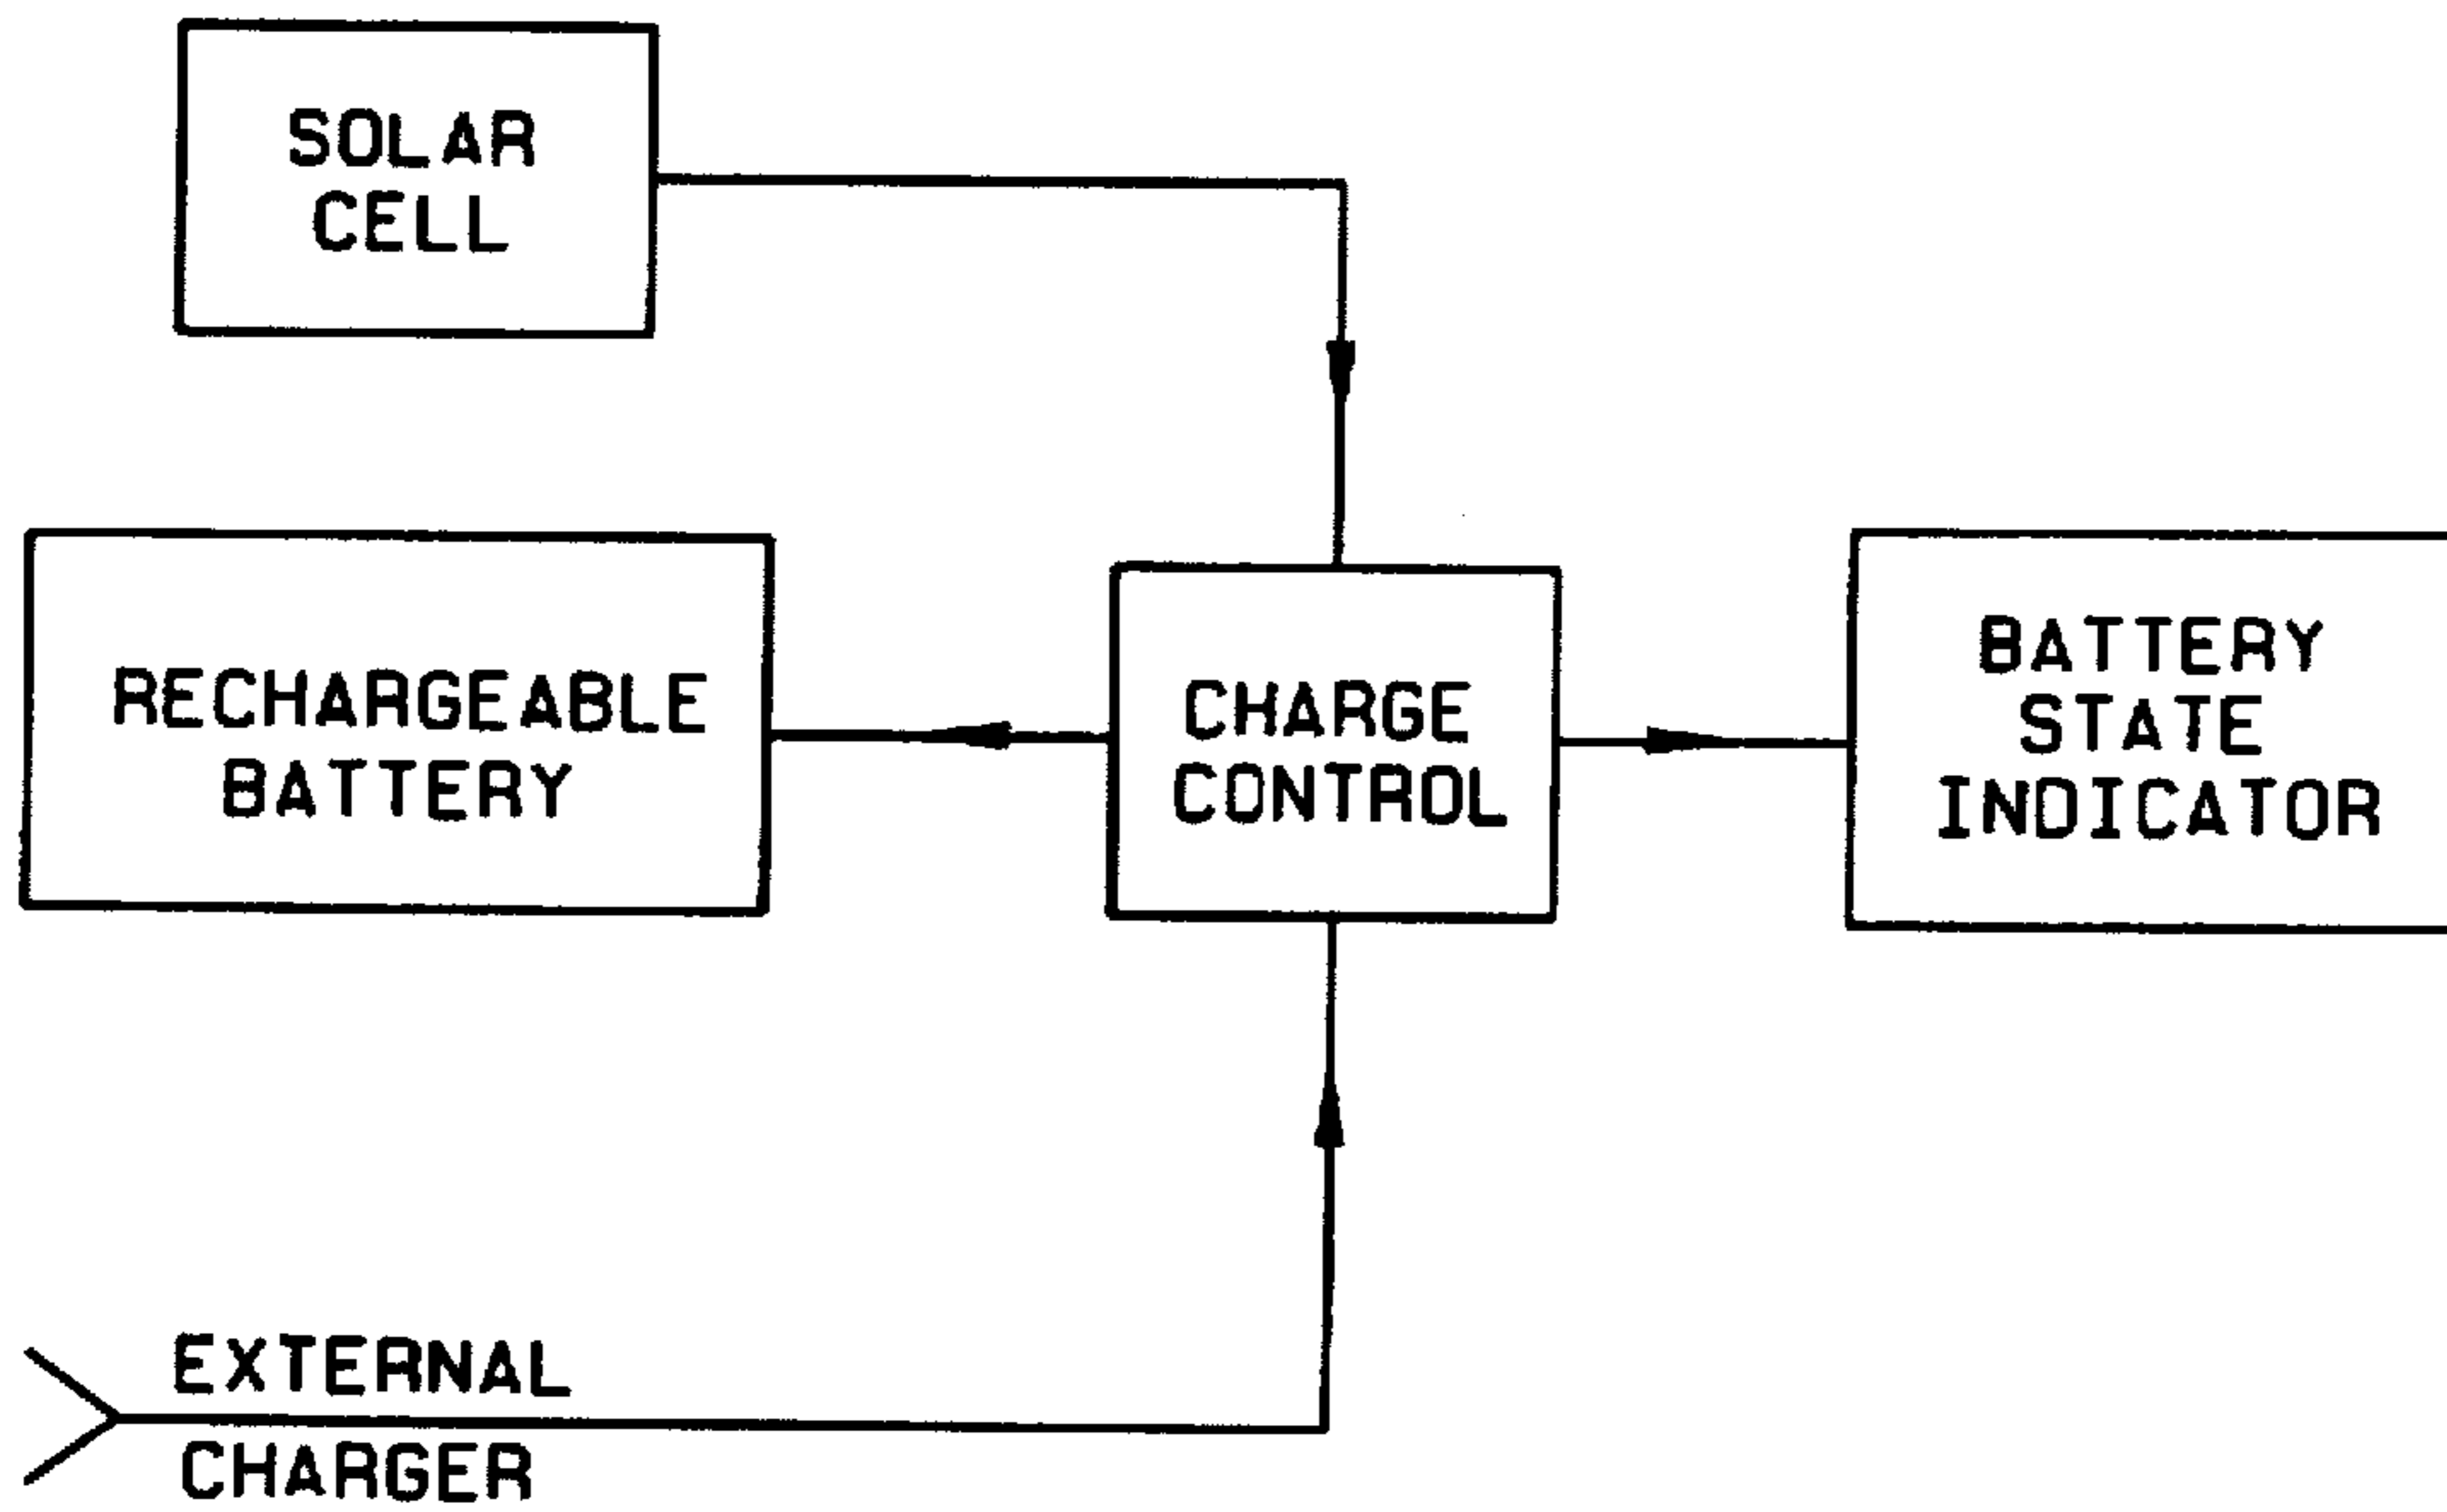 SOLAR
CELL
RECHARGEABLE
BATTERY
CHARGE
CONTROL
BATTERY
STATE
INDICATOR
EXTERNAL
CHARGER